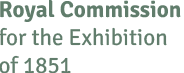 Royal Commission
for the Exhibition
of 1851